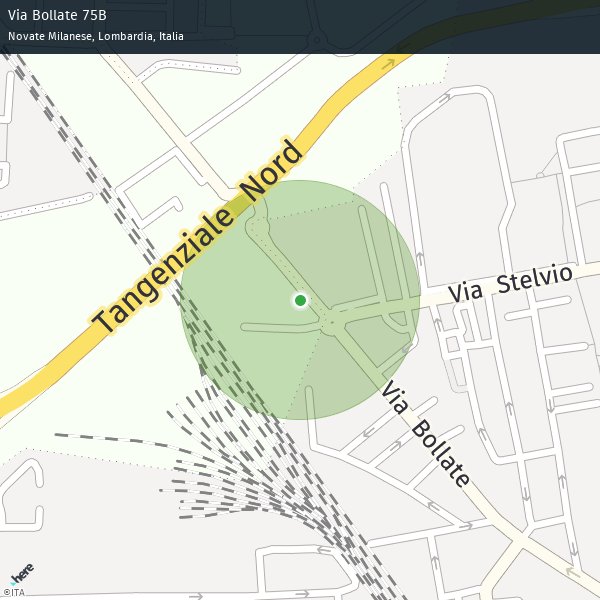 Via Bollate 75B
Novate Milanese, Lombardia, Italia
Tangenziale Nord
Via Stelvio
Via Bollate
here
©ITA